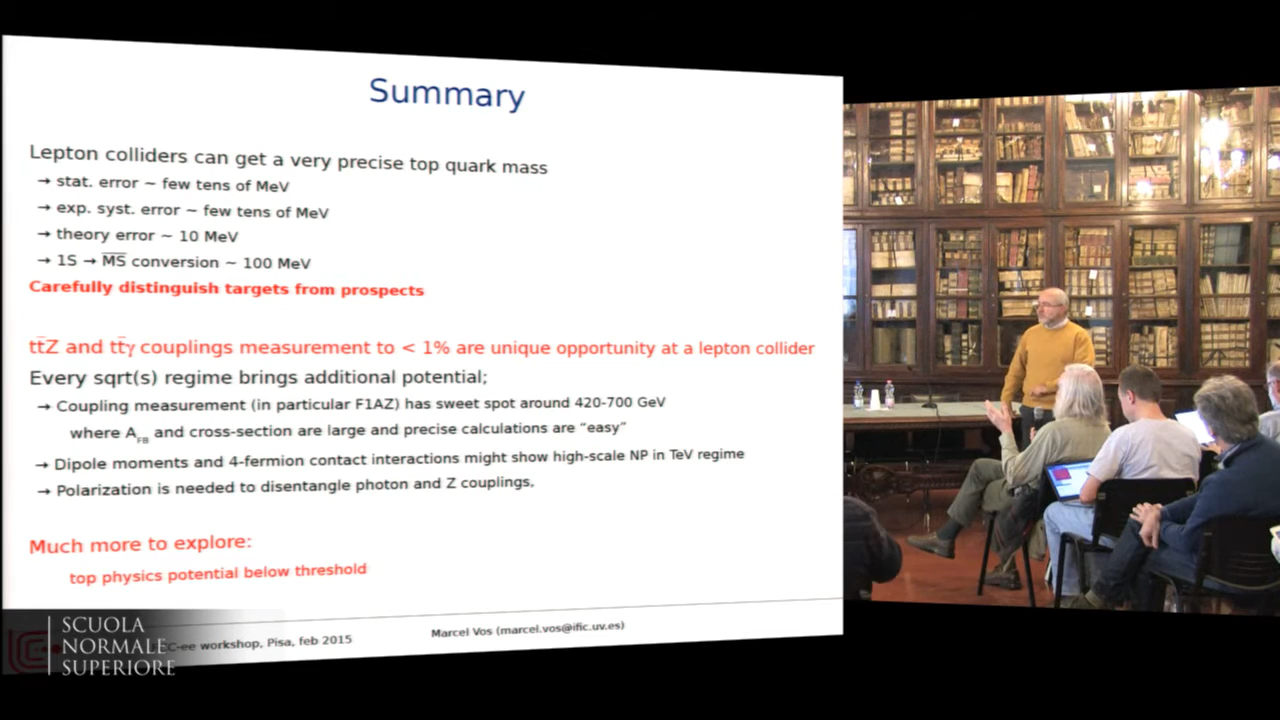 Summary
Lepton colliders can get a very precise top quark mass
→ stat. error ~ few tens of MeV
→ exp. syst. error ~ few tens of MeV
→ theory error ~ 10 MeV
→ 1S → M̅S̅ conversion ~ 100 MeV
Carefully distinguish targets from prospects
tt̅Z and tt̅γ couplings measurement to < 1% are unique opportunity at a lepton collider
Every sqrt(s) regime brings additional potential;
→ Coupling measurement (in particular F1AZ) has sweet spot around 420-700 GeV
where A_FB and cross-section are large and precise calculations are “easy”
→ Dipole moments and 4-fermion contact interactions might show high-scale NP in TeV regime
→ Polarization is needed to disentangle photon and Z couplings,
Much more to explore:
top physics potential below threshold
C-ee workshop, Pisa, feb 2015
Marcel Vos (marcel.vos@ific.uv.es)
SCUOLA
NORMALE
SUPERIORE